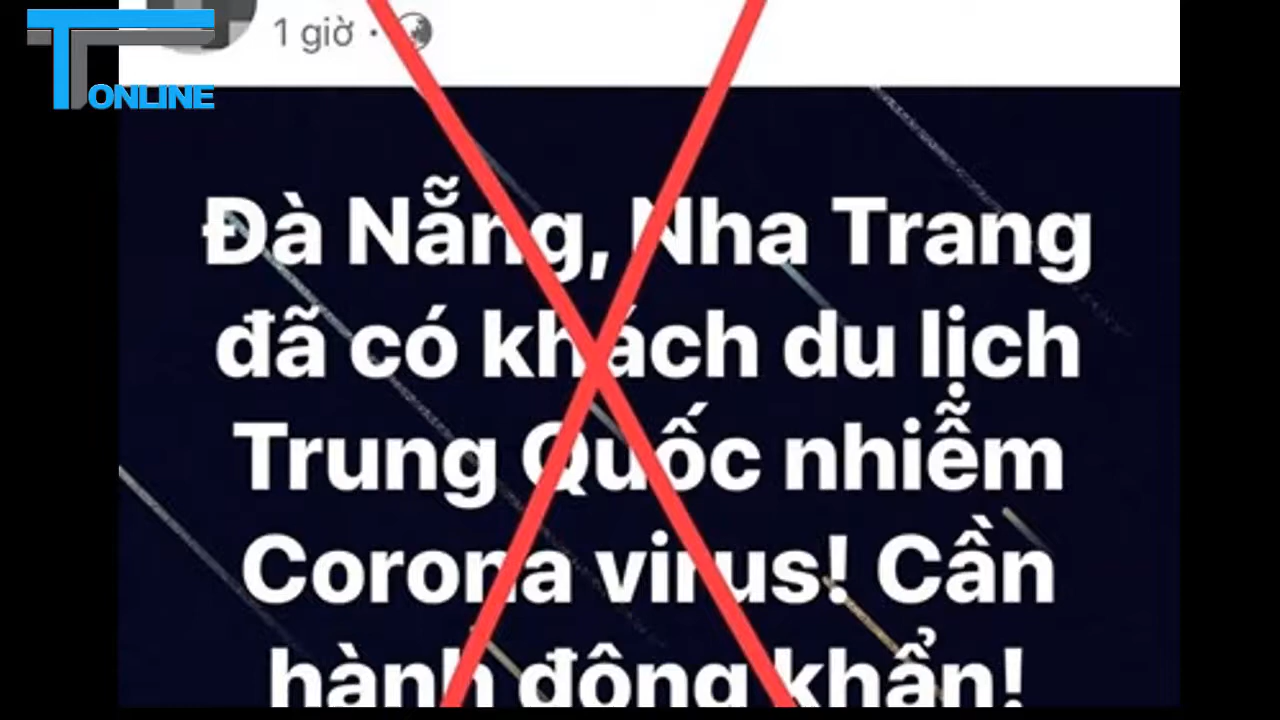 1 giờ ·
T ONLINE
Đà Nẵng, Nha Trang
đã có khách du lịch
Trung Quốc nhiễm
Corona virus! Cần
hành động khẩn!